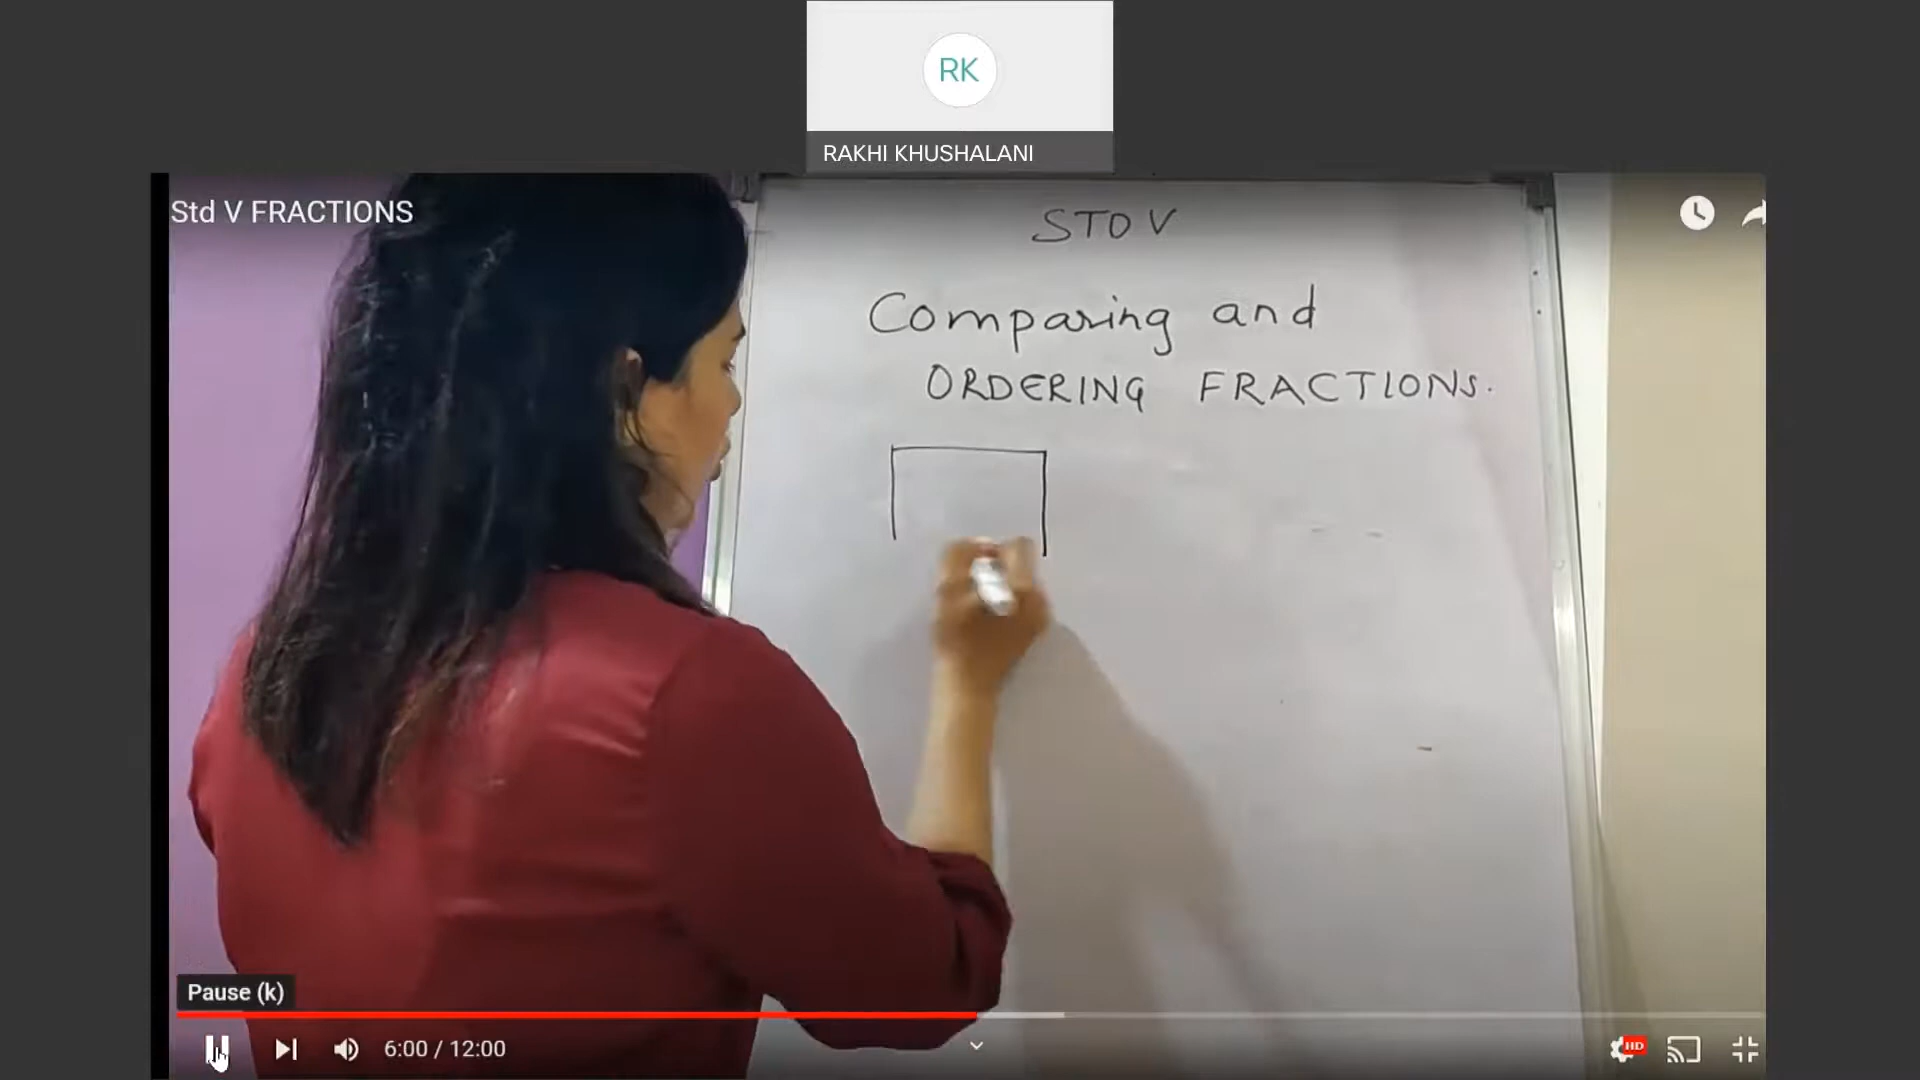 RK
RAKHI KHUSHALANI
Std V FRACTIONS
STD V
Comparing and
ORDERING FRACTIONS.
Pause (k)
6:00 / 12:00
HD